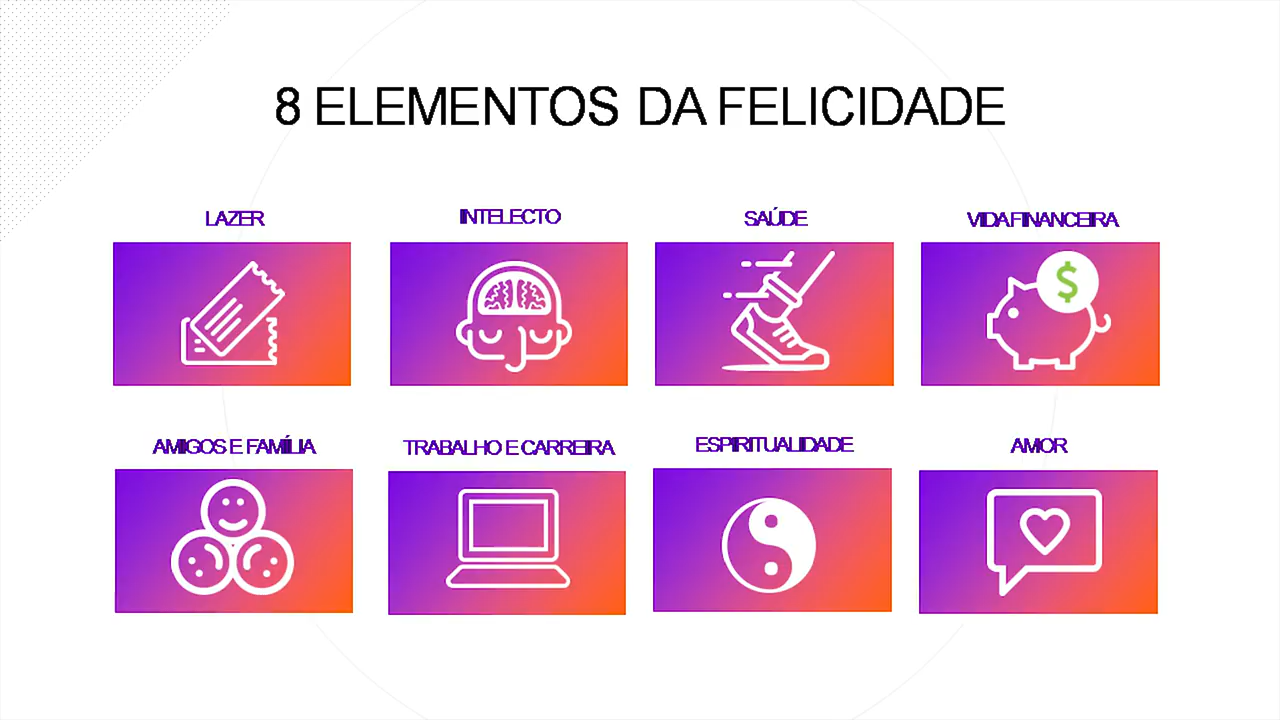 8 ELEMENTOS DA FELICIDADE
LAZER
INTELECTO
SAÚDE
VIDA FINANCEIRA
$
AMIGOS E FAMÍLIA
TRABALHO E CARREIRA
ESPIRITUALIDADE
AMOR